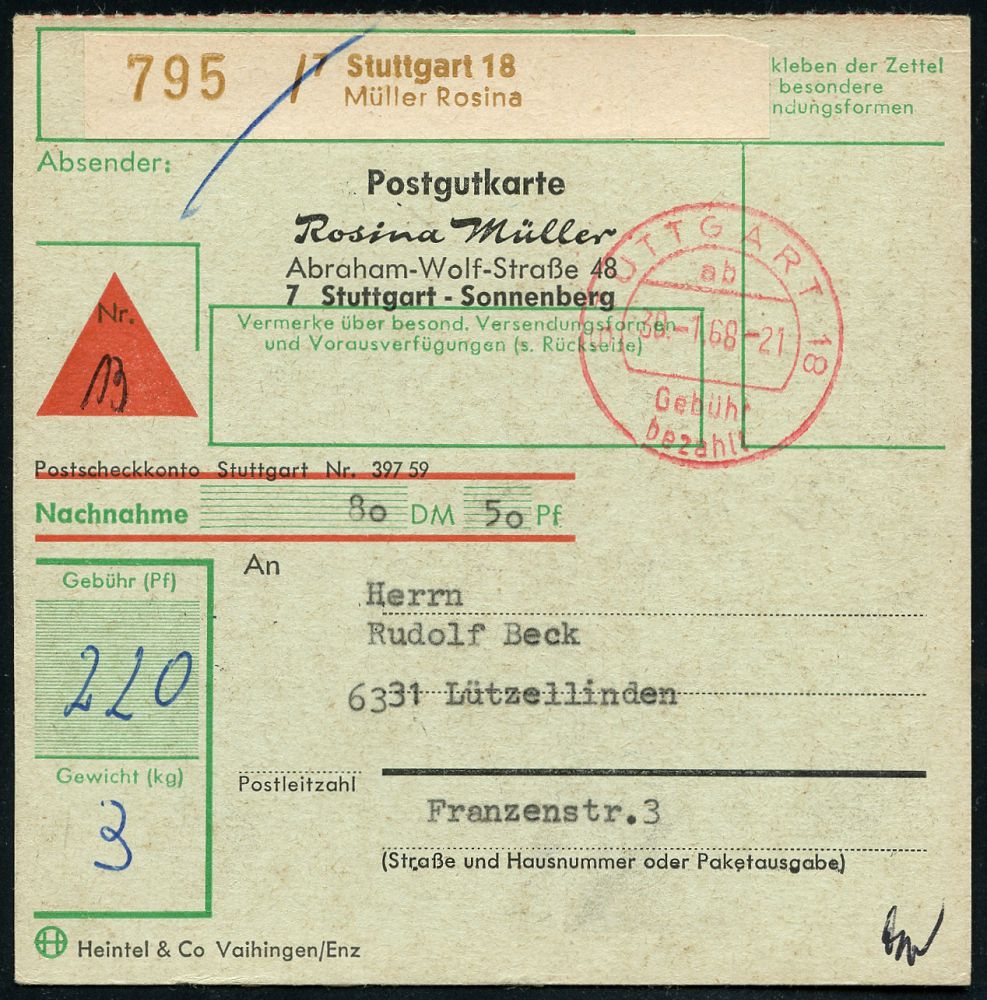 795 /7 Stuttgart 18
Müller Rosina
kleben der Zettel
besondere
ndungsformen
Absender:
Postgutkarte
Rosina Müller
Abraham-Wolf-Straße 48
7 Stuttgart - Sonnenberg
Vermerke über besond. Versendungsformen
und Vorausverfügungen (s. Rückseite)
UTTGART 18
ab
30.-1.68-21
Gebühr
bezahlt
Nr.
13
Postscheckkonto Stuttgart Nr. 397 59
Nachnahme 80 DM 50 Pf
Gebühr (Pf)
220
Gewicht (kg)
3
An
Herrn
Rudolf Beck
6331 Lützellinden
Postleitzahl
Franzenstr.3
(Straße und Hausnummer oder Paketausgabe)
Heintel & Co Vaihingen/Enz